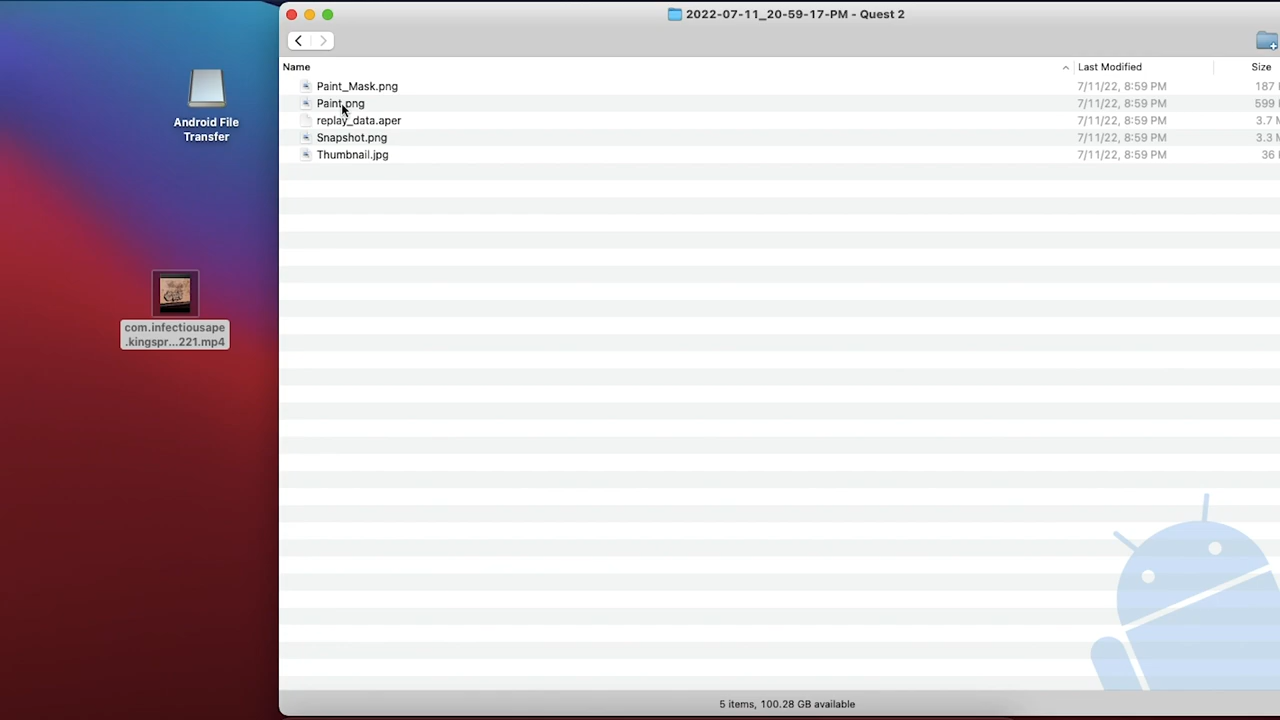 2022-07-11_20-59-17-PM - Quest 2
Name Last Modified Size
Paint_Mask.png 7/11/22, 8:59 PM 187
Paint.png 7/11/22, 8:59 PM 599
replay_data.aper 7/11/22, 8:59 PM 3.7
Snapshot.png 7/11/22, 8:59 PM 3.3
Thumbnail.jpg 7/11/22, 8:59 PM 36
Android File
Transfer
com.infectiousape
.kingspr...221.mp4
5 items, 100.28 GB available